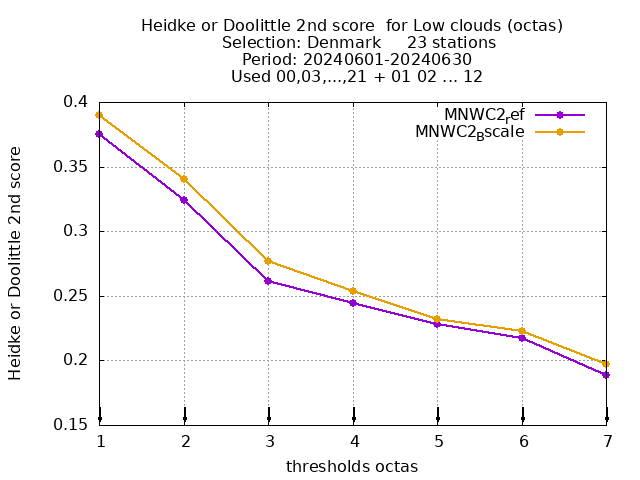 Heidke or Doolittle 2nd score  for Low clouds (octas)
Selection: Denmark     23 stations
Period: 20240601-20240630
Used 00,03,...,21 + 01 02 ... 12
MNWC2ref
MNWC2Bscale
Heidke or Doolittle 2nd score
0.4
0.35
0.3
0.25
0.2
0.15
1 2 3 4 5 6 7
thresholds octas